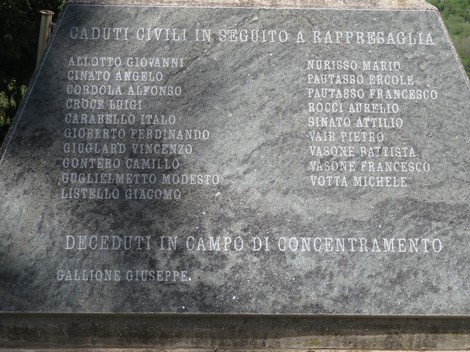 CADUTI CIVILI IN SEGUITO A RAPPRESAGLIA
ALLOTTO GIOVANNI
CINATO ANGELO
CORDOLA ALFONSO
CROCE LUIGI
CARABELLO ITALO
GIOBERTO FERDINANDO
GIUGLARD VINCENZO
GONTERO CAMILLO
GUGLIELMETTO MODESTO
LISTELLO GIACOMO
NURISSO MARIO
PAUTASSO ERCOLE
PAUTASSO FRANCESCO
ROCCI AURELIO
SINATO ATTILIO
VAIR PIETRO
VASONE BATTISTA
VASONE FRANCESCO
VOTTA MICHELE
DECEDUTI IN CAMPO DI CONCENTRAMENTO
GALLIONE GIUSEPPE.